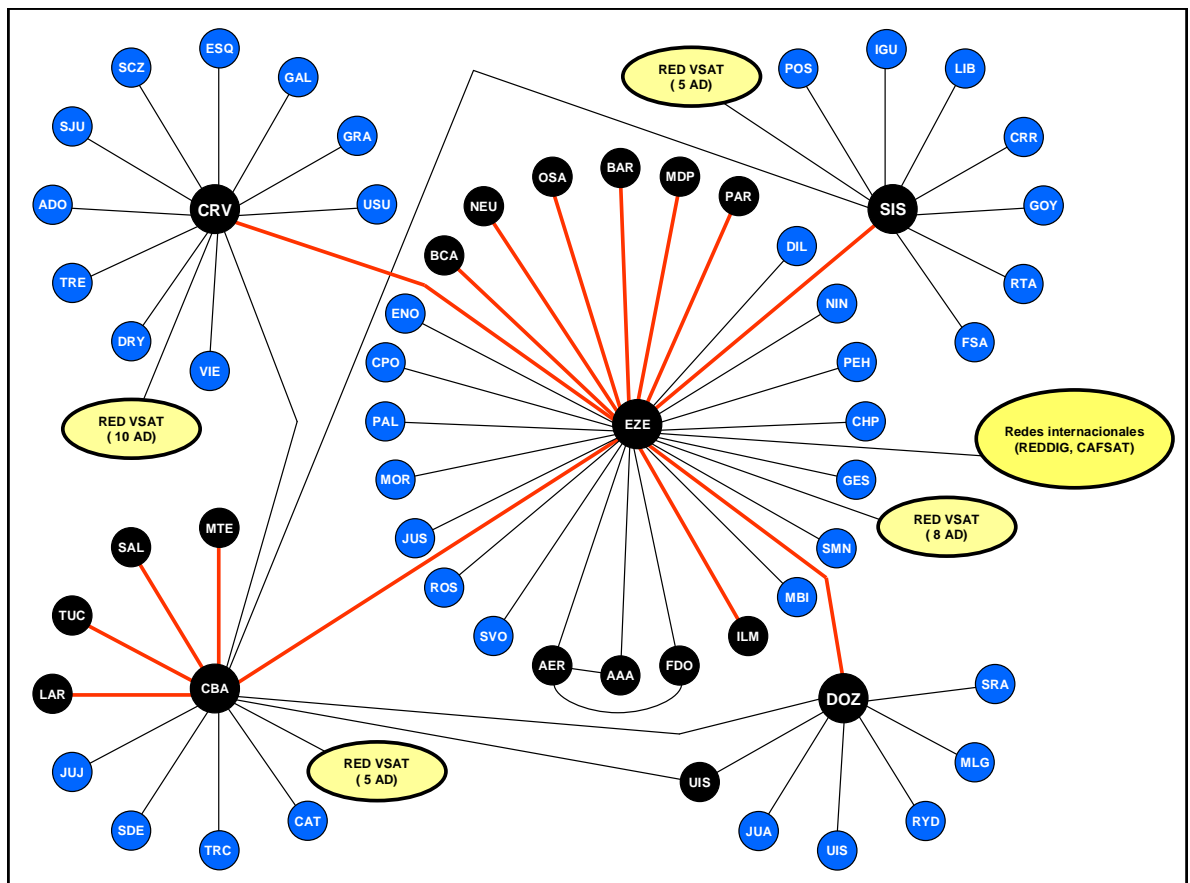 ESQ
SCZ
GAL
SJU
GRA
ADO
CRV
USU
TRE
DRY
VIE
RED VSAT
( 10 AD)
RED VSAT
( 5 AD)
POS
IGU
LIB
CRR
SIS
GOY
RTA
FSA
BCA
NEU
OSA
BAR
MDP
PAR
DIL
ENO
NIN
CPO
PEH
PAL
EZE
CHP
Redes internacionales
(REDDIG, CAFSAT)
MOR
GES
RED VSAT
( 8 AD)
JUS
SMN
ROS
MBI
SVO
ILM
AER
AAA
FDO
MTE
SAL
TUC
LAR
CBA
JUJ
SDE
TRC
CAT
RED VSAT
( 5 AD)
DOZ
SRA
UIS
MLG
JUA
UIS
RYD